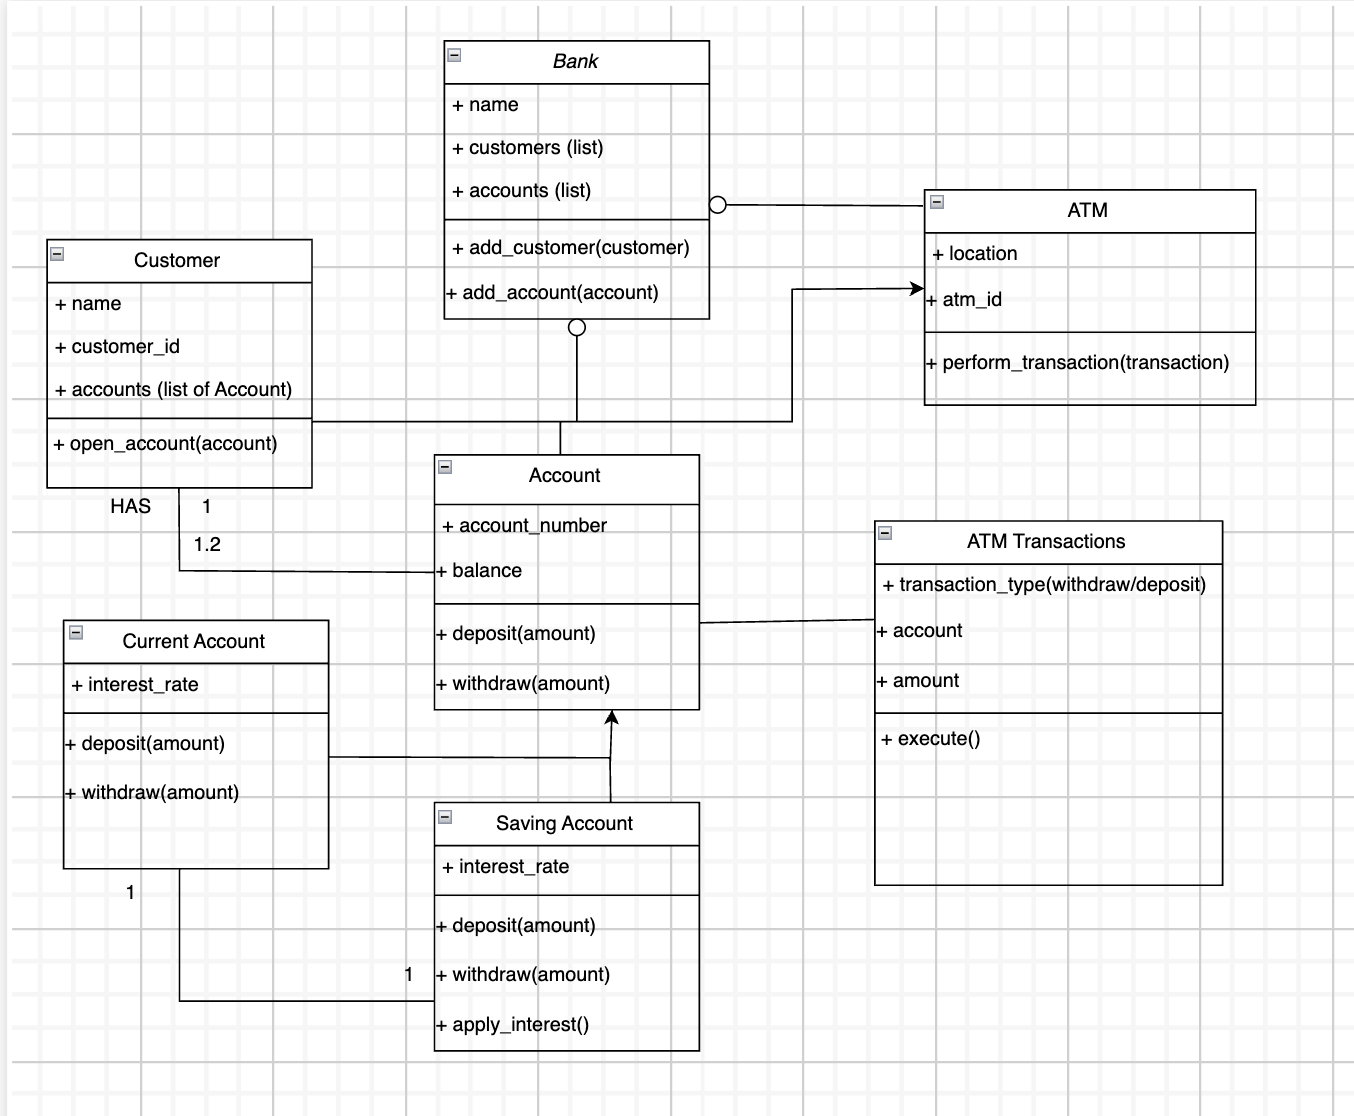 Bank
+ name
+ customers (list)
+ accounts (list)
+ add_customer(customer)
+ add_account(account)
ATM
+ location
+ atm_id
+ perform_transaction(transaction)
Customer
+ name
+ customer_id
+ accounts (list of Account)
+ open_account(account)
HAS 1
1.2
Account
+ account_number
+ balance
+ deposit(amount)
+ withdraw(amount)
ATM Transactions
+ transaction_type(withdraw/deposit)
+ account
+ amount
+ execute()
Current Account
+ interest_rate
+ deposit(amount)
+ withdraw(amount)
1
1
Saving Account
+ interest_rate
+ deposit(amount)
+ withdraw(amount)
+ apply_interest()